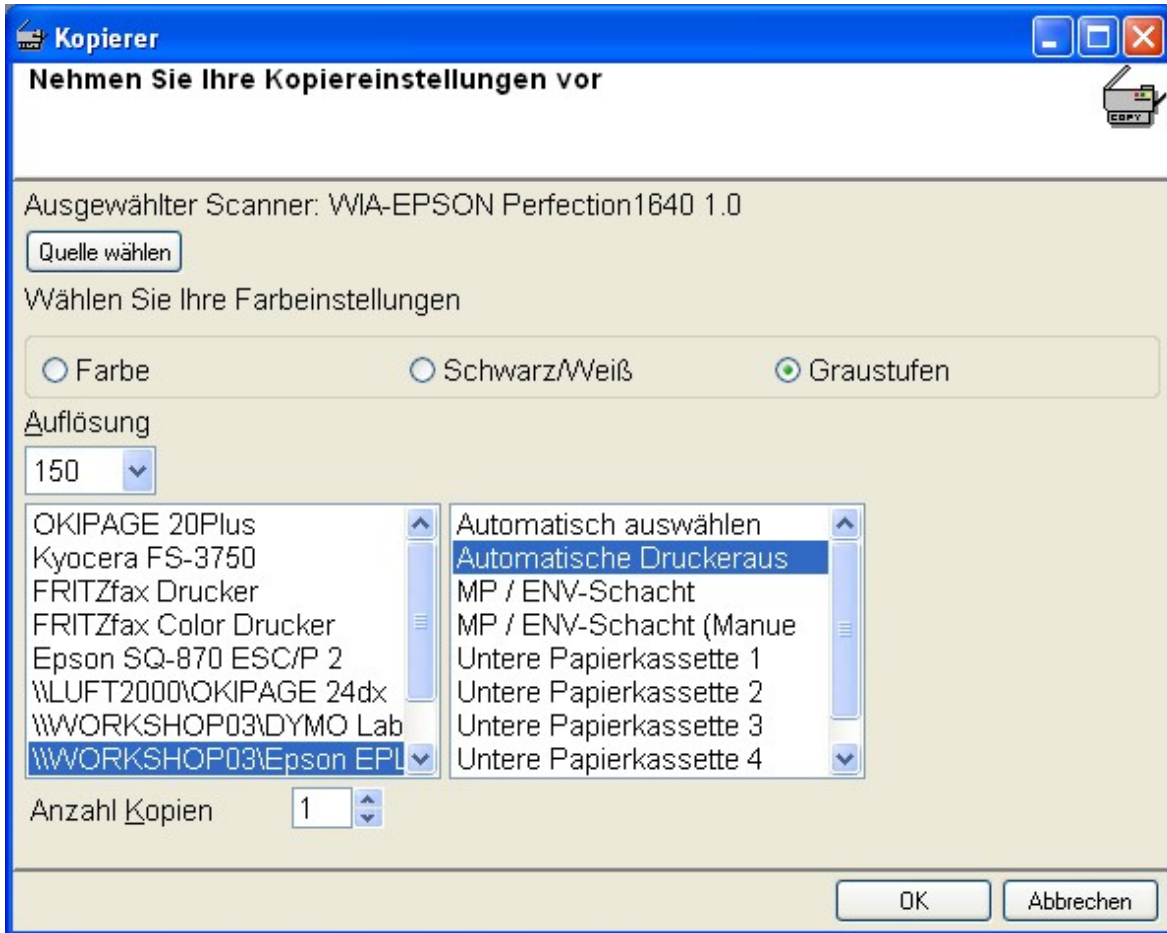 Kopierer
Nehmen Sie Ihre Kopiereinstellungen vor
COPY
Ausgewählter Scanner: WIA-EPSON Perfection1640 1.0
Quelle wählen
Wählen Sie Ihre Farbeinstellungen
Farbe
Schwarz/Weiß
Graustufen
Auflösung
150
OKIPAGE 20Plus
Kyocera FS-3750
FRITZfax Drucker
FRITZfax Color Drucker
Epson SQ-870 ESC/P 2
\\LUFT2000\OKIPAGE 24dx
\\WORKSHOP03\DYMO Lab
\\WORKSHOP03\Epson EPL
Automatisch auswählen
Automatische Druckeraus
MP / ENV-Schacht
MP / ENV-Schacht (Manue
Untere Papierkassette 1
Untere Papierkassette 2
Untere Papierkassette 3
Untere Papierkassette 4
Anzahl Kopien
1
OK
Abbrechen